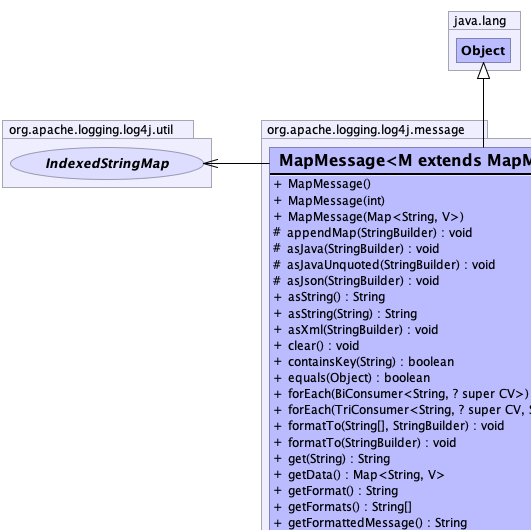 java.lang
Object
org.apache.logging.log4j.util
IndexedStringMap
org.apache.logging.log4j.message
MapMessage<M extends MapM
+ MapMessage()
+ MapMessage(int)
+ MapMessage(Map<String, V>)
# appendMap(StringBuilder) : void
# asJava(StringBuilder) : void
# asJavaUnquoted(StringBuilder) : void
# asJson(StringBuilder) : void
+ asString() : String
+ asString(String) : String
+ asXml(StringBuilder) : void
+ clear() : void
+ containsKey(String) : boolean
+ equals(Object) : boolean
+ forEach(BiConsumer<String, ? super CV>)
+ forEach(TriConsumer<String, ? super CV, S
+ formatTo(String[], StringBuilder) : void
+ formatTo(StringBuilder) : void
+ get(String) : String
+ getData() : Map<String, V>
+ getFormat() : String
+ getFormats() : String[]
+ getFormattedMessage() : String